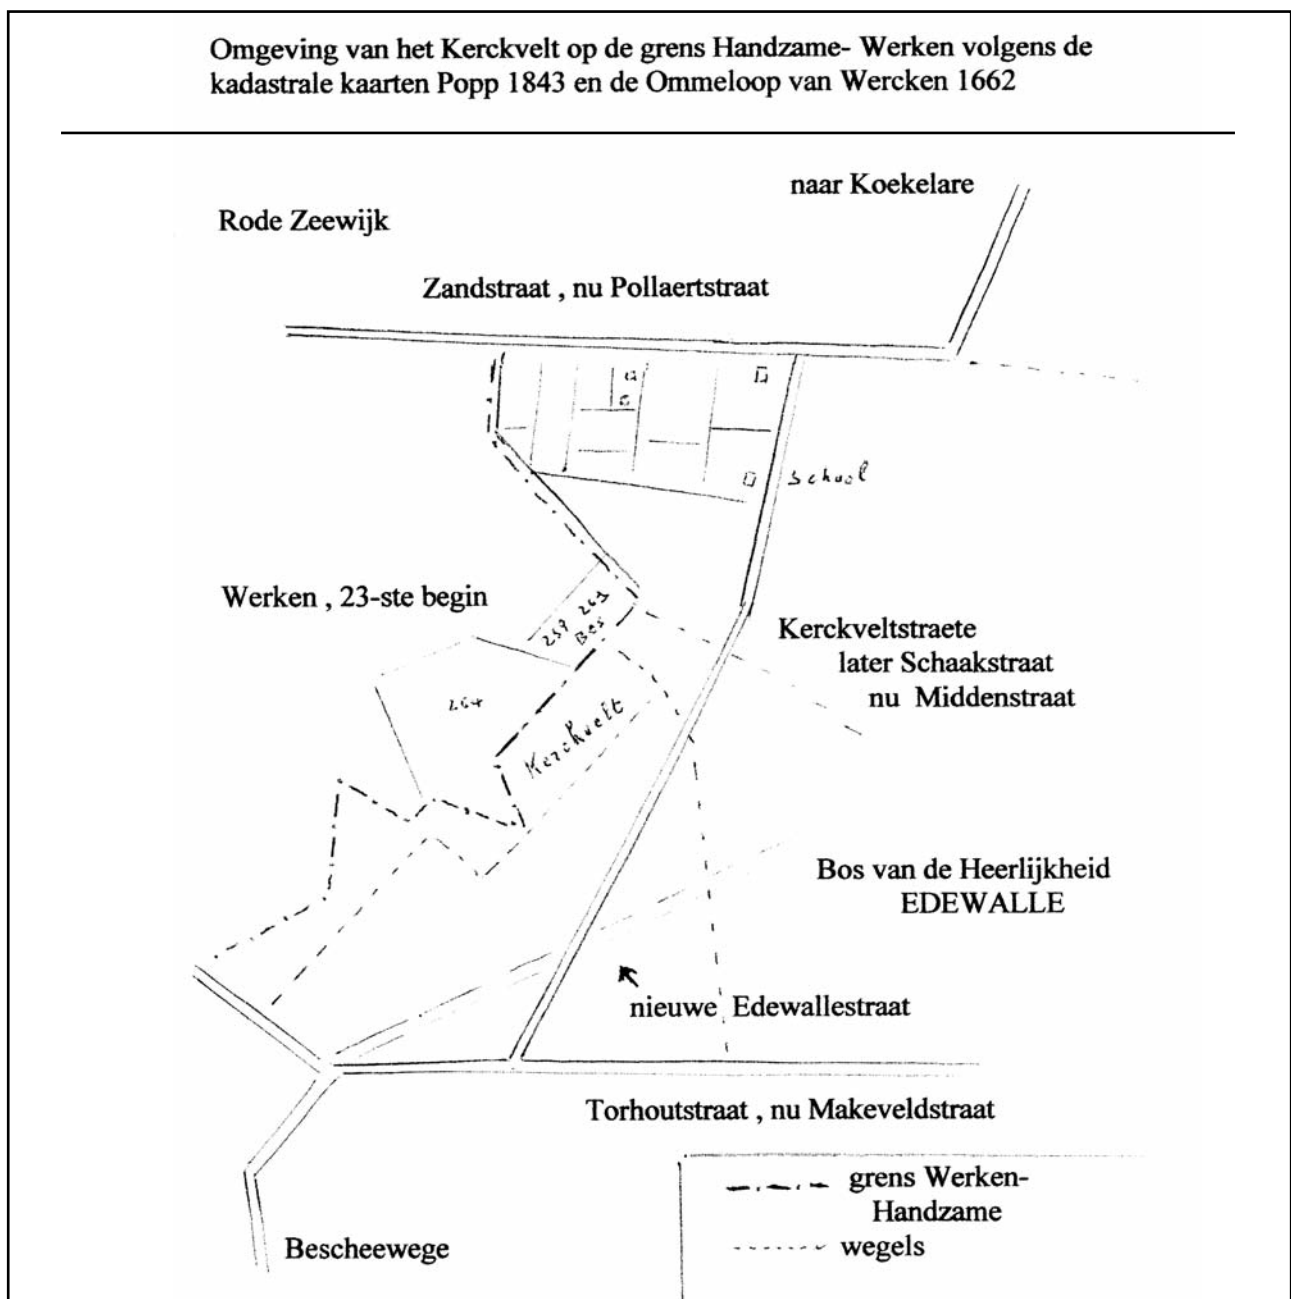 Omgeving van het Kerckvelt op de grens Handzame- Werken volgens de
kadastrale kaarten Popp 1843 en de Ommeloop van Wercken 1662
naar Koekelare
Rode Zeewijk
Zandstraat , nu Pollaertstraat
school
Werken , 23-ste begin
259 261
Bos
Kerckveltstraete
later Schaakstraat
nu Middenstraat
264
Kerckvelt
Bos van de Heerlijkheid
EDEWALLE
nieuwe Edewallestraat
Torhoutstraat , nu Makeveldstraat
grens Werken-
Handzame
wegels
Bescheewege